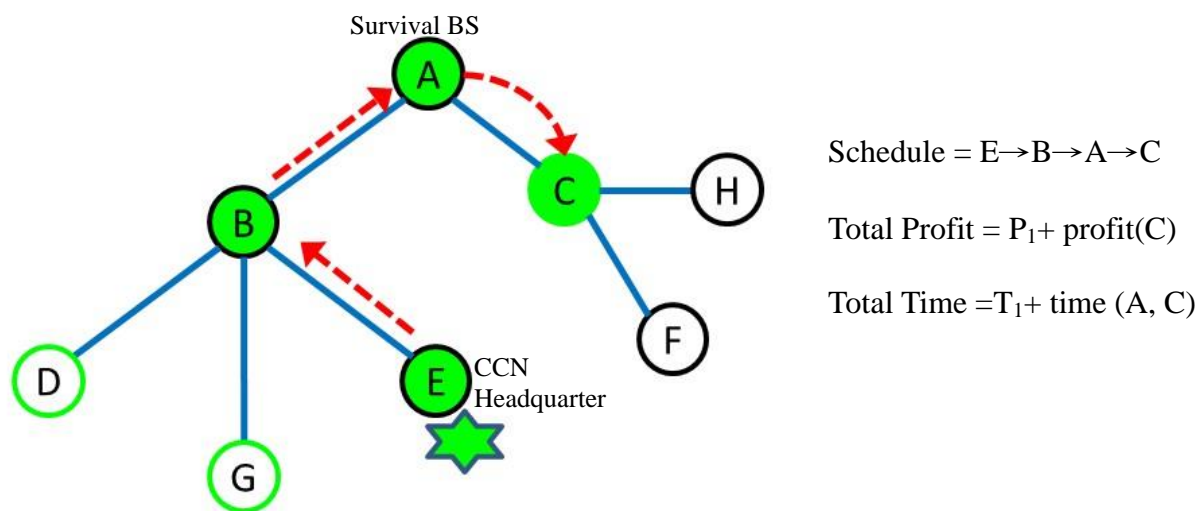 Survival BS
A
Schedule = E→B→A→C
C
H
B
Total Profit = P₁+ profit(C)
Total Time =T₁+ time (A, C)
F
D
E
CCN
Headquarter
G